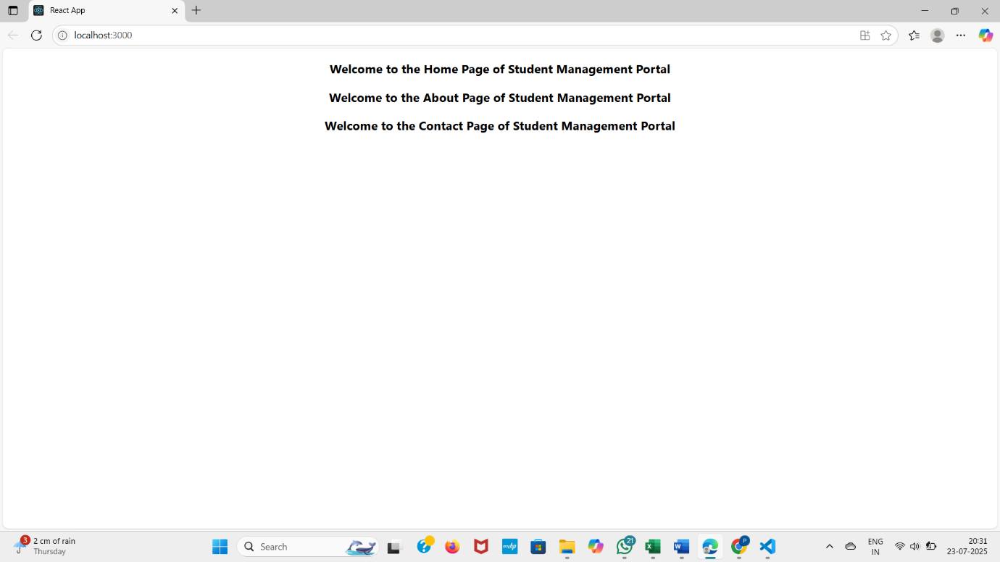 React App
localhost:3000
Welcome to the Home Page of Student Management Portal
Welcome to the About Page of Student Management Portal
Welcome to the Contact Page of Student Management Portal
3
2 cm of rain
Thursday
Search
myhp
21
P
ENG
IN
20:31
23-07-2025